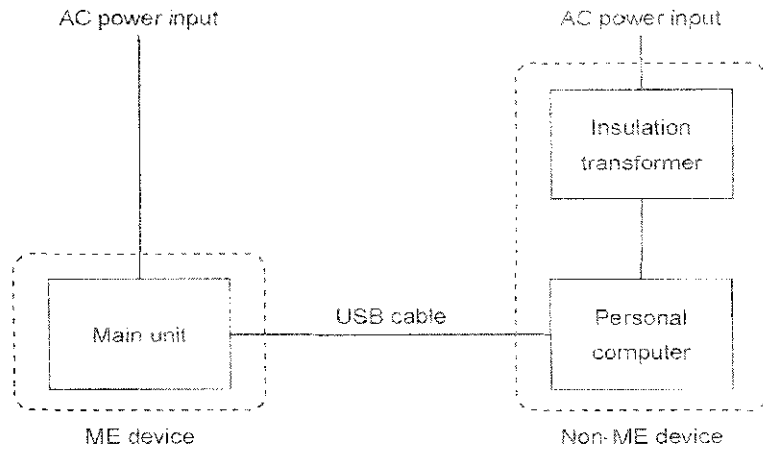 AC power input
AC power input
Insulation
transformer
Main unit
USB cable
Personal
computer
ME device
Non-ME device